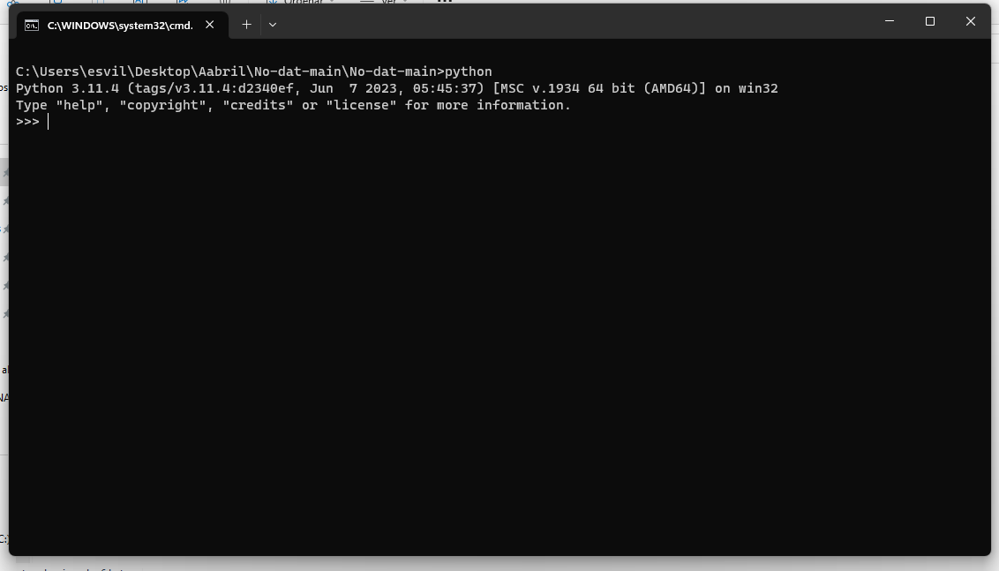 Ordenar
Ver
C:\WINDOWS\system32\cmd.
C:\Users\esvil\Desktop\Aabril\No-dat-main\No-dat-main>python
Python 3.11.4 (tags/v3.11.4:d2340ef, Jun  7 2023, 05:45:37) [MSC v.1934 64 bit (AMD64)] on win32
Type "help", "copyright", "credits" or "license" for more information.
>>>